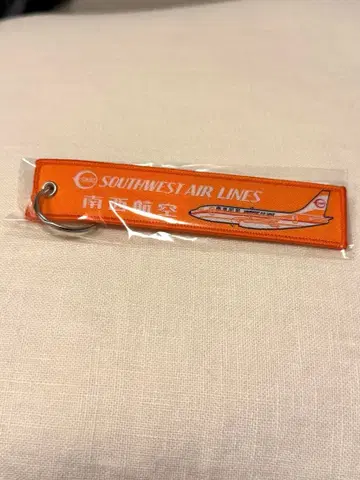 SOUTHWEST AIR LINES
南西航空